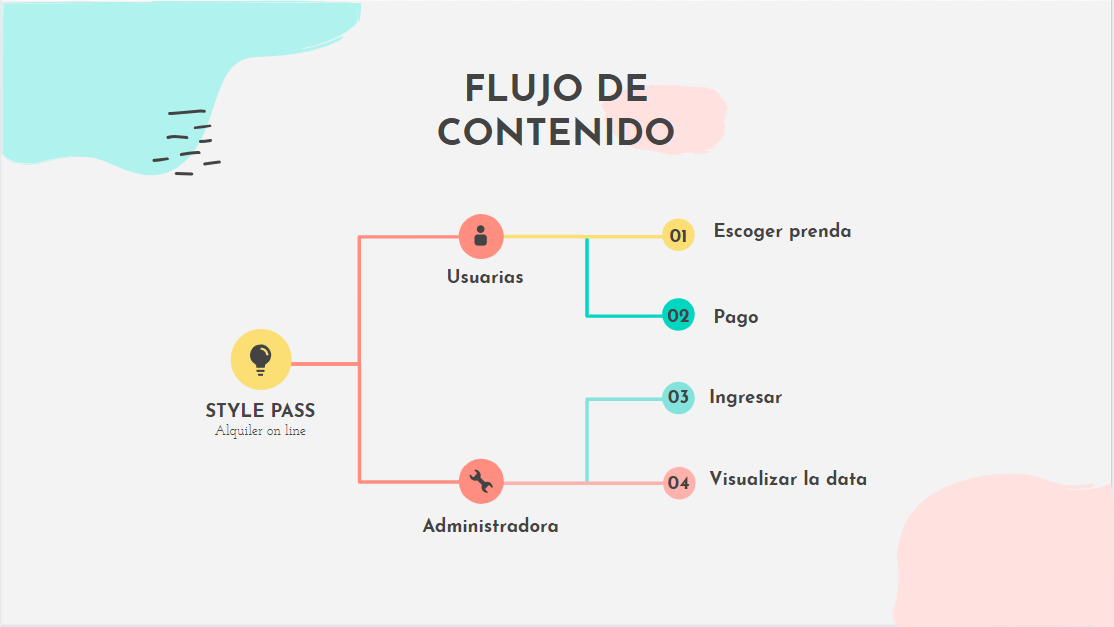 FLUJO DE
CONTENIDO
01
Escoger prenda
Usuarias
02
Pago
STYLE PASS
Alquiler on line
03
Ingresar
04
Visualizar la data
Administradora